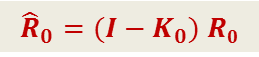 R̂₀ = (I − K₀) R₀